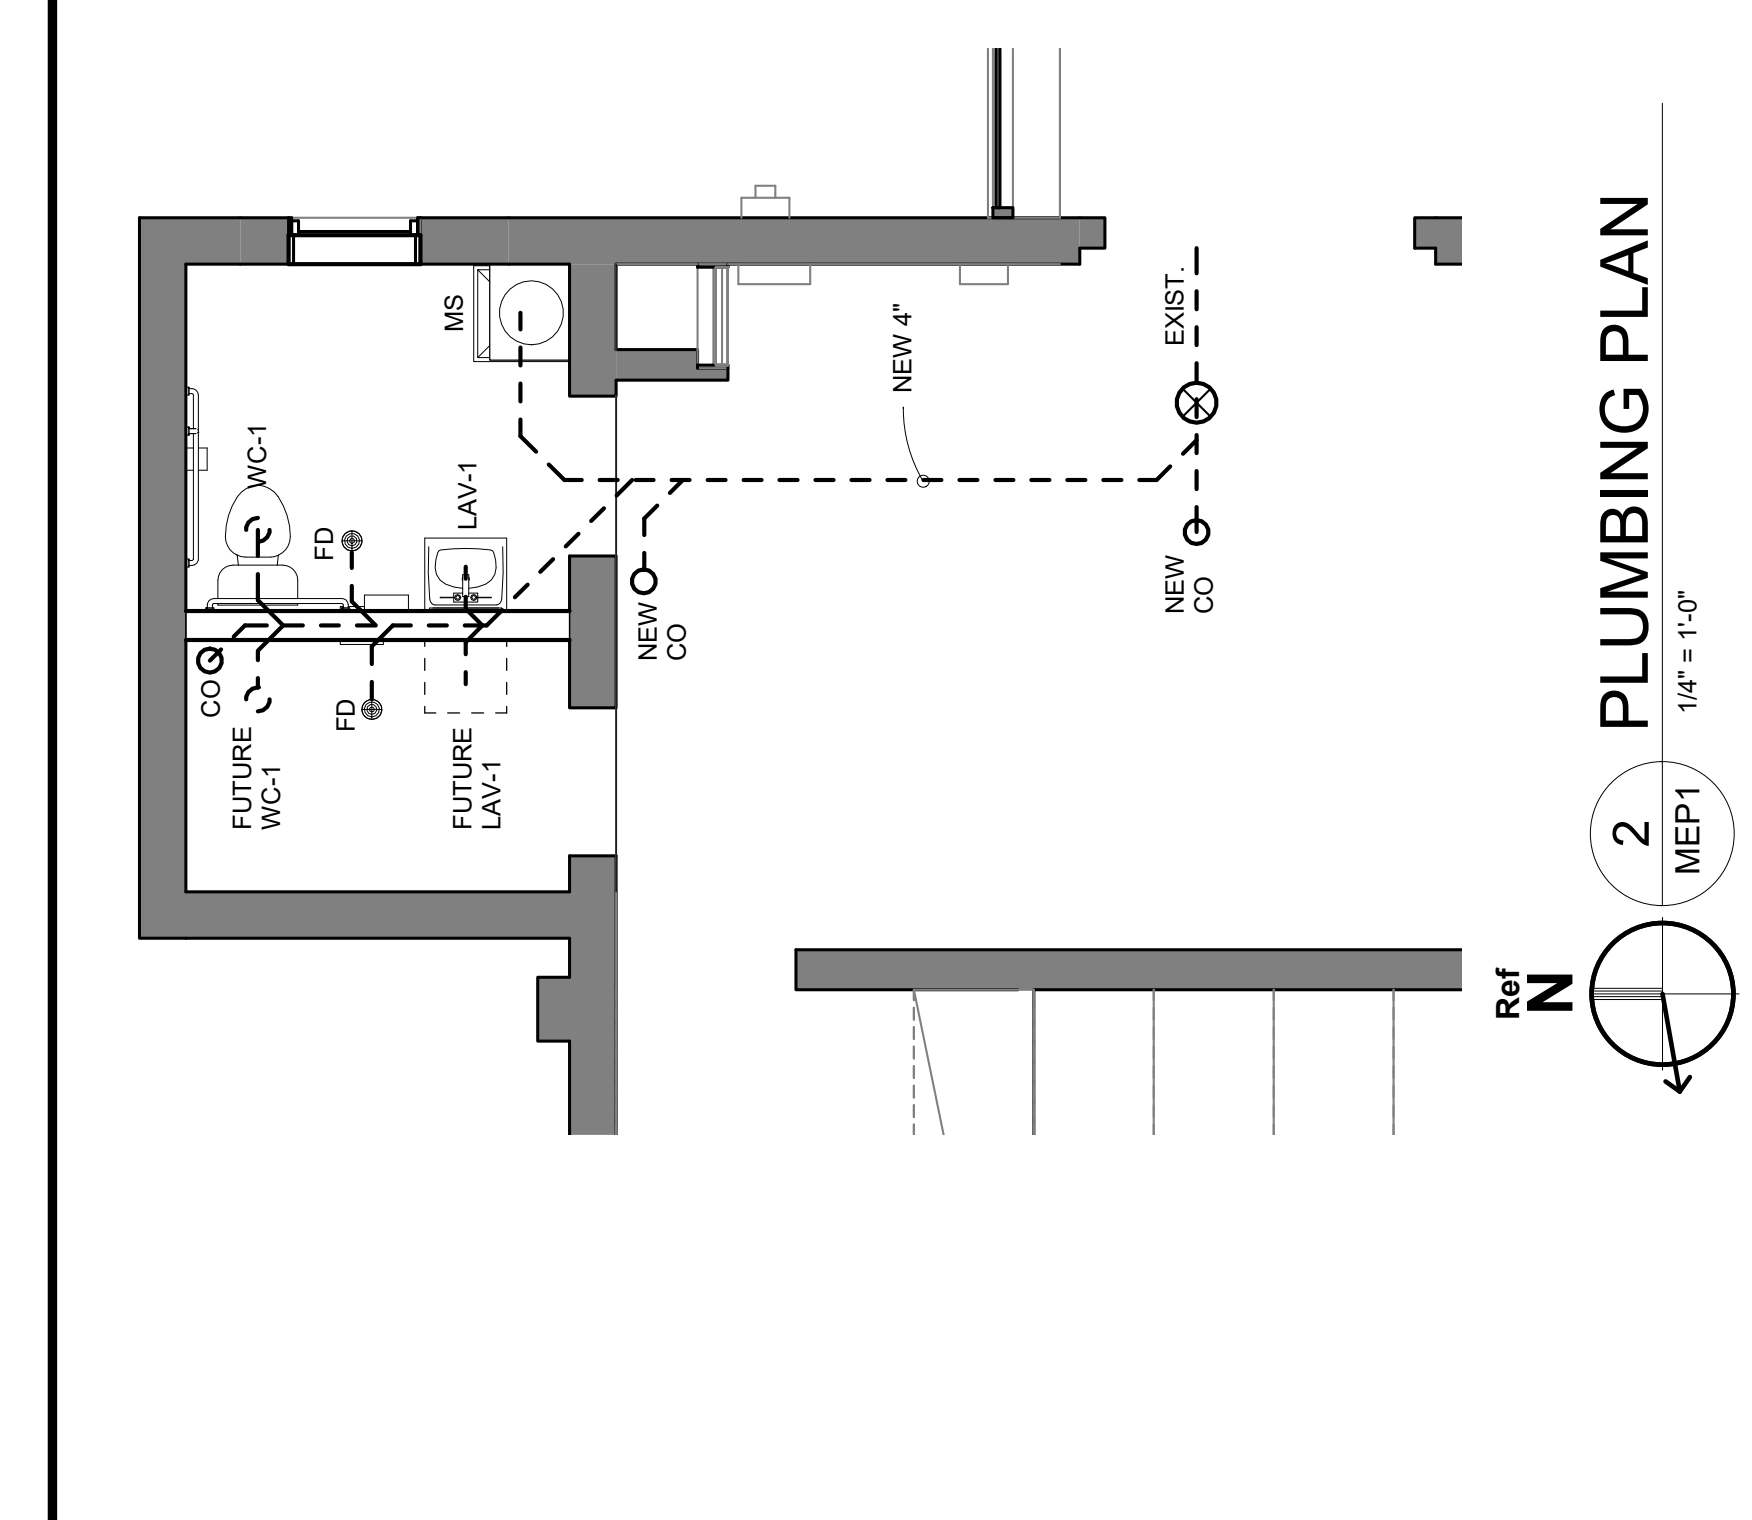 MS
WC-1
LAV-1
FD
CO
FUTURE
WC-1
FD
FUTURE
LAV-1
NEW
CO
NEW 4"
EXIST.
NEW
CO
PLUMBING PLAN
1/4" = 1'-0"
2
MEP1
Ref
N